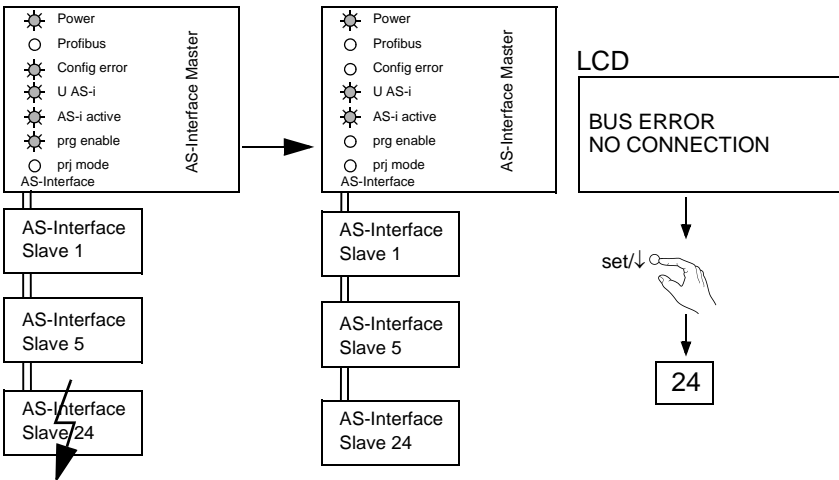 Power
Profibus
Config error
U AS-i
AS-i active
prg enable
prj mode
AS-Interface
AS-Interface Master
AS-Interface
Slave 1
AS-Interface
Slave 5
AS-Interface
Slave 24
Power
Profibus
Config error
U AS-i
AS-i active
prg enable
prj mode
AS-Interface
AS-Interface Master
AS-Interface
Slave 1
AS-Interface
Slave 5
AS-Interface
Slave 24
LCD
BUS ERROR
NO CONNECTION
set/↓
24